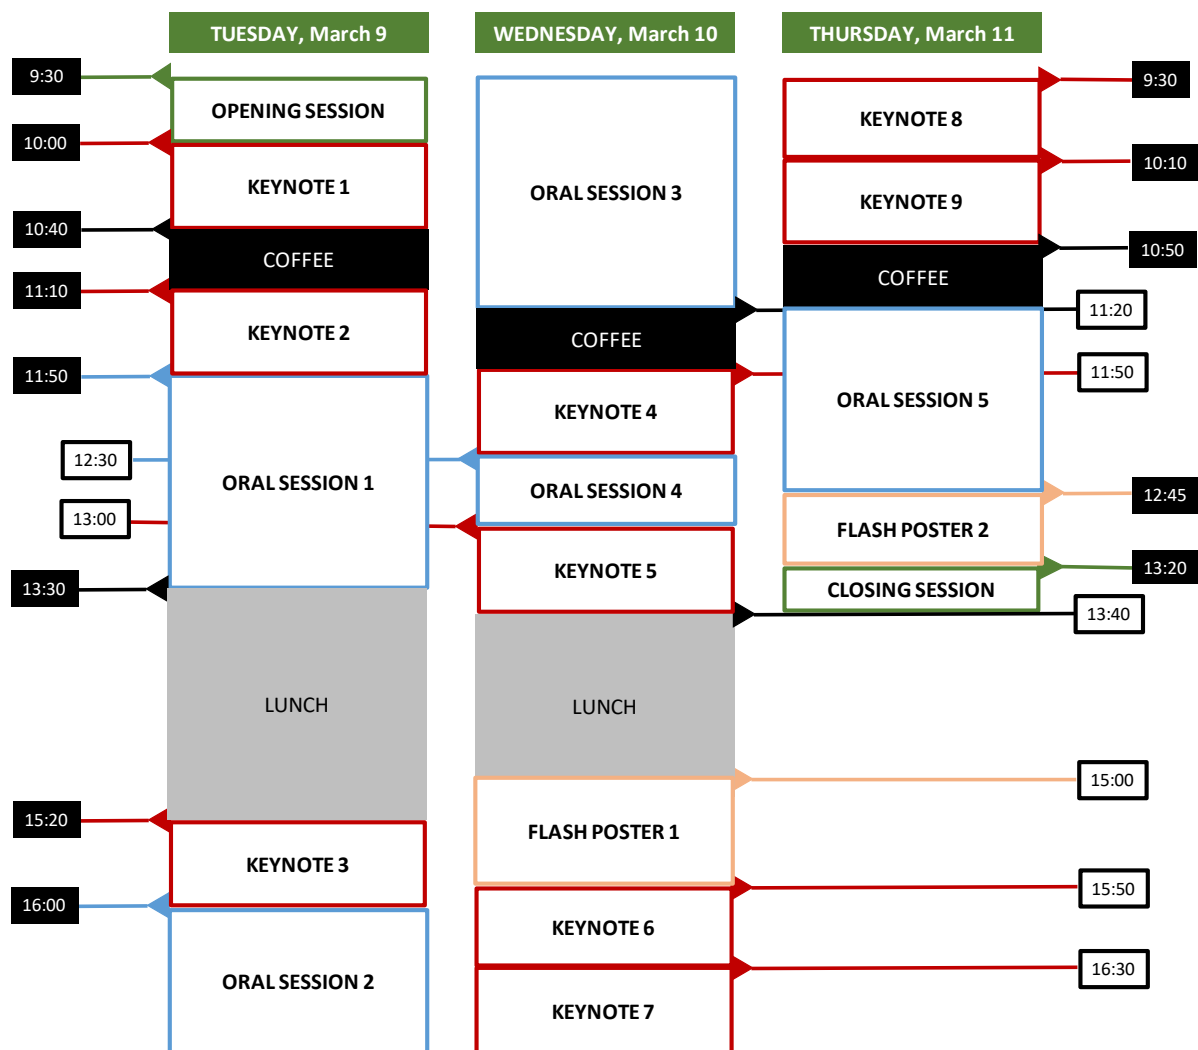 TUESDAY, March 9
WEDNESDAY, March 10
THURSDAY, March 11
9:30
OPENING SESSION
10:00
KEYNOTE 1
10:40
COFFEE
11:10
KEYNOTE 2
11:50
12:30
ORAL SESSION 1
13:00
13:30
LUNCH
15:20
KEYNOTE 3
16:00
ORAL SESSION 2
ORAL SESSION 3
COFFEE
KEYNOTE 4
ORAL SESSION 4
KEYNOTE 5
LUNCH
FLASH POSTER 1
KEYNOTE 6
KEYNOTE 7
9:30
KEYNOTE 8
10:10
KEYNOTE 9
10:50
COFFEE
11:20
11:50
ORAL SESSION 5
12:45
FLASH POSTER 2
13:20
CLOSING SESSION
13:40
15:00
15:50
16:30